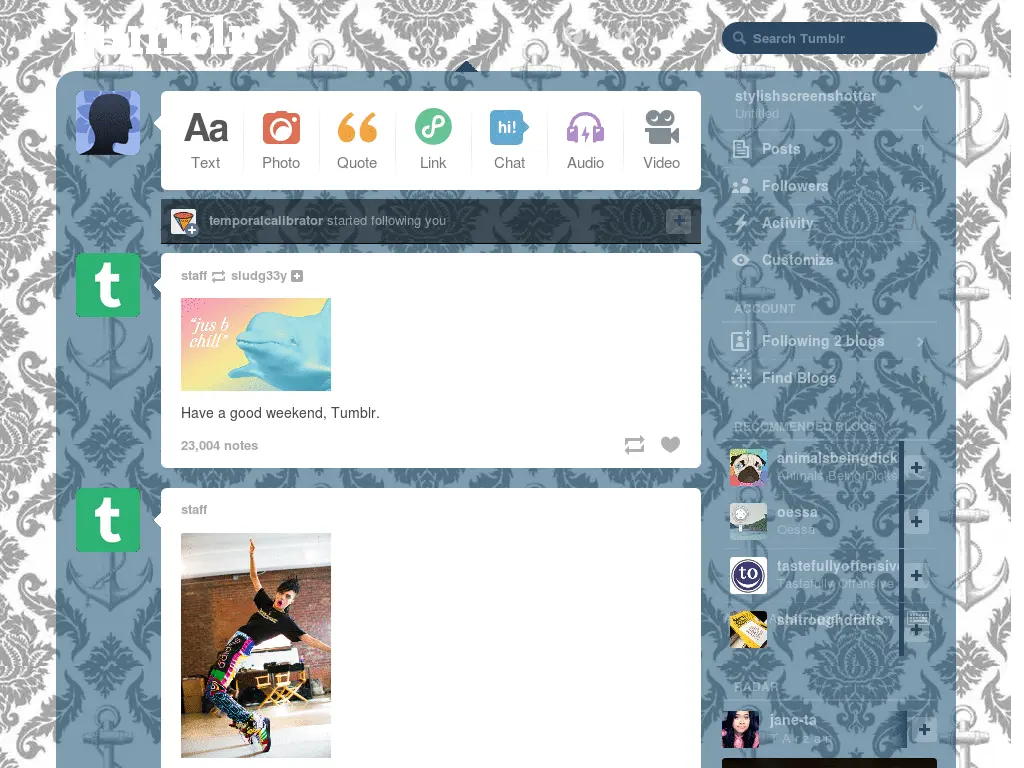 tumblr.
Search Tumblr
stylishscreenshotter
Untitled
Aa
hi!
Text
Photo
Quote
Link
Chat
Audio
Video
Posts
Followers
3
Activity
Customize
temporalcalibrator started following you
staff sludg33y
"jus b
chill"
Have a good weekend, Tumblr.
23,004 notes
ACCOUNT
Following 2 blogs
Find Blogs
RECOMMENDED BLOGS
animalsbeingdick
Animals Being Dicks
oessa
Oessa
tastefullyoffensive
Tastefully Offensive
to
shitroughdrafts
RADAR
jane-ta
T A r z a n
t
staff
t